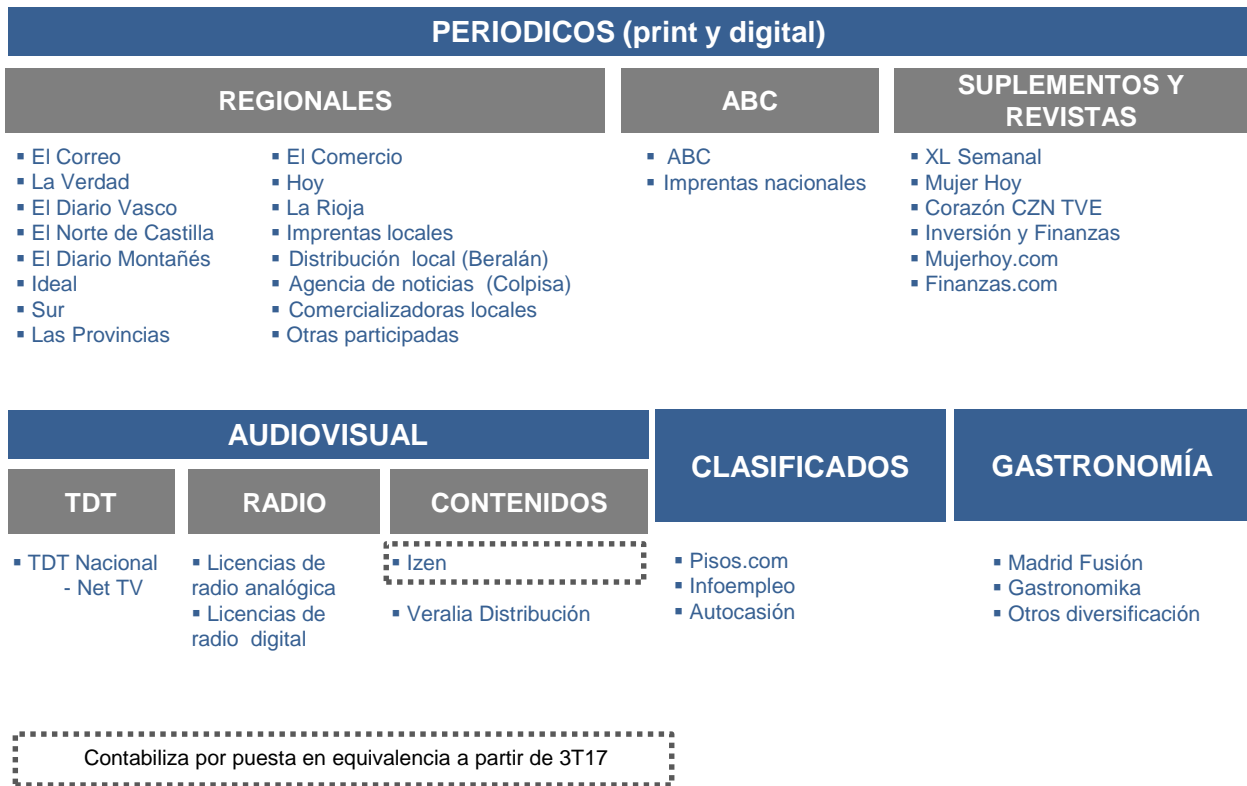 PERIODICOS (print y digital)
REGIONALES
▪ El Correo
▪ La Verdad
▪ El Diario Vasco
▪ El Norte de Castilla
▪ El Diario Montañés
▪ Ideal
▪ Sur
▪ Las Provincias
▪ El Comercio
▪ Hoy
▪ La Rioja
▪ Imprentas locales
▪ Distribución local (Beralán)
▪ Agencia de noticias (Colpisa)
▪ Comercializadoras locales
▪ Otras participadas
ABC
▪ ABC
▪ Imprentas nacionales
SUPLEMENTOS Y
REVISTAS
▪ XL Semanal
▪ Mujer Hoy
▪ Corazón CZN TVE
▪ Inversión y Finanzas
▪ Mujerhoy.com
▪ Finanzas.com
AUDIOVISUAL
TDT
▪ TDT Nacional
- Net TV
RADIO
▪ Licencias de
radio analógica
▪ Licencias de
radio digital
CONTENIDOS
▪ Izen
▪ Veralia Distribución
CLASIFICADOS
▪ Pisos.com
▪ Infoempleo
▪ Autocasión
GASTRONOMÍA
▪ Madrid Fusión
▪ Gastronomika
▪ Otros diversificación
Contabiliza por puesta en equivalencia a partir de 3T17